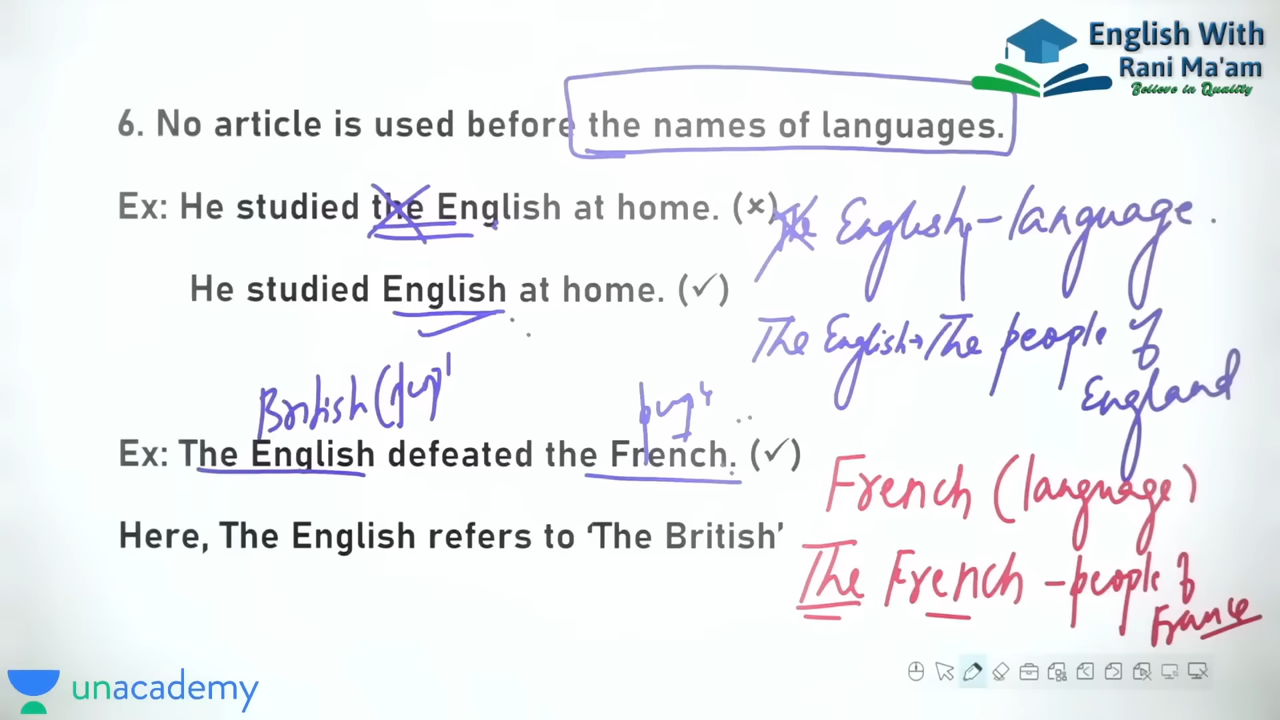 English With
Rani Ma'am
Believe in Quality
6. No article is used before the names of languages.
Ex: He studied the English at home. (×)
The English - language.
He studied English at home. (✓)
The English → The people of
England
British
Ex: The English defeated the French. (✓)
French (language)
Here, The English refers to ‘The British’
The French - people of
France
unacademy